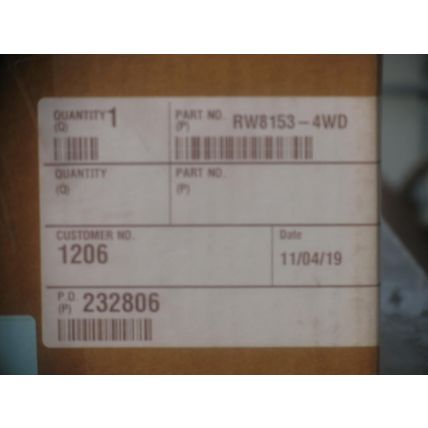 QUANTITY 1
(Q)
PART NO. RW8153-4WD
(P)
QUANTITY
(Q)
PART NO.
(P)
CUSTOMER NO.
1206
Date
11/04/19
P.O. 232806
(P)